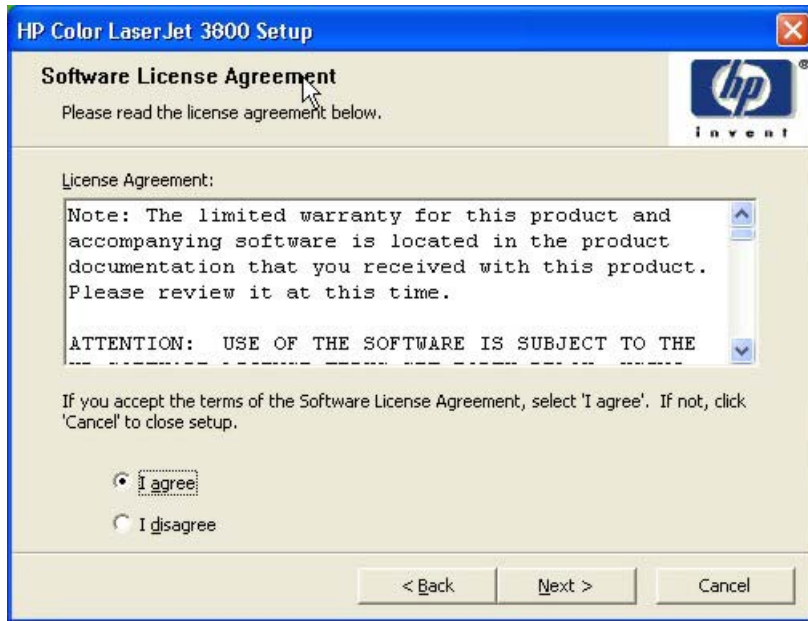 HP Color LaserJet 3800 Setup
Software License Agreement
Please read the license agreement below.
hp
®
invent
License Agreement:
Note: The limited warranty for this product and
accompanying software is located in the product
documentation that you received with this product.
Please review it at this time.
ATTENTION:  USE OF THE SOFTWARE IS SUBJECT TO THE
If you accept the terms of the Software License Agreement, select 'I agree'. If not, click
'Cancel' to close setup.
I agree
I disagree
< Back
Next >
Cancel